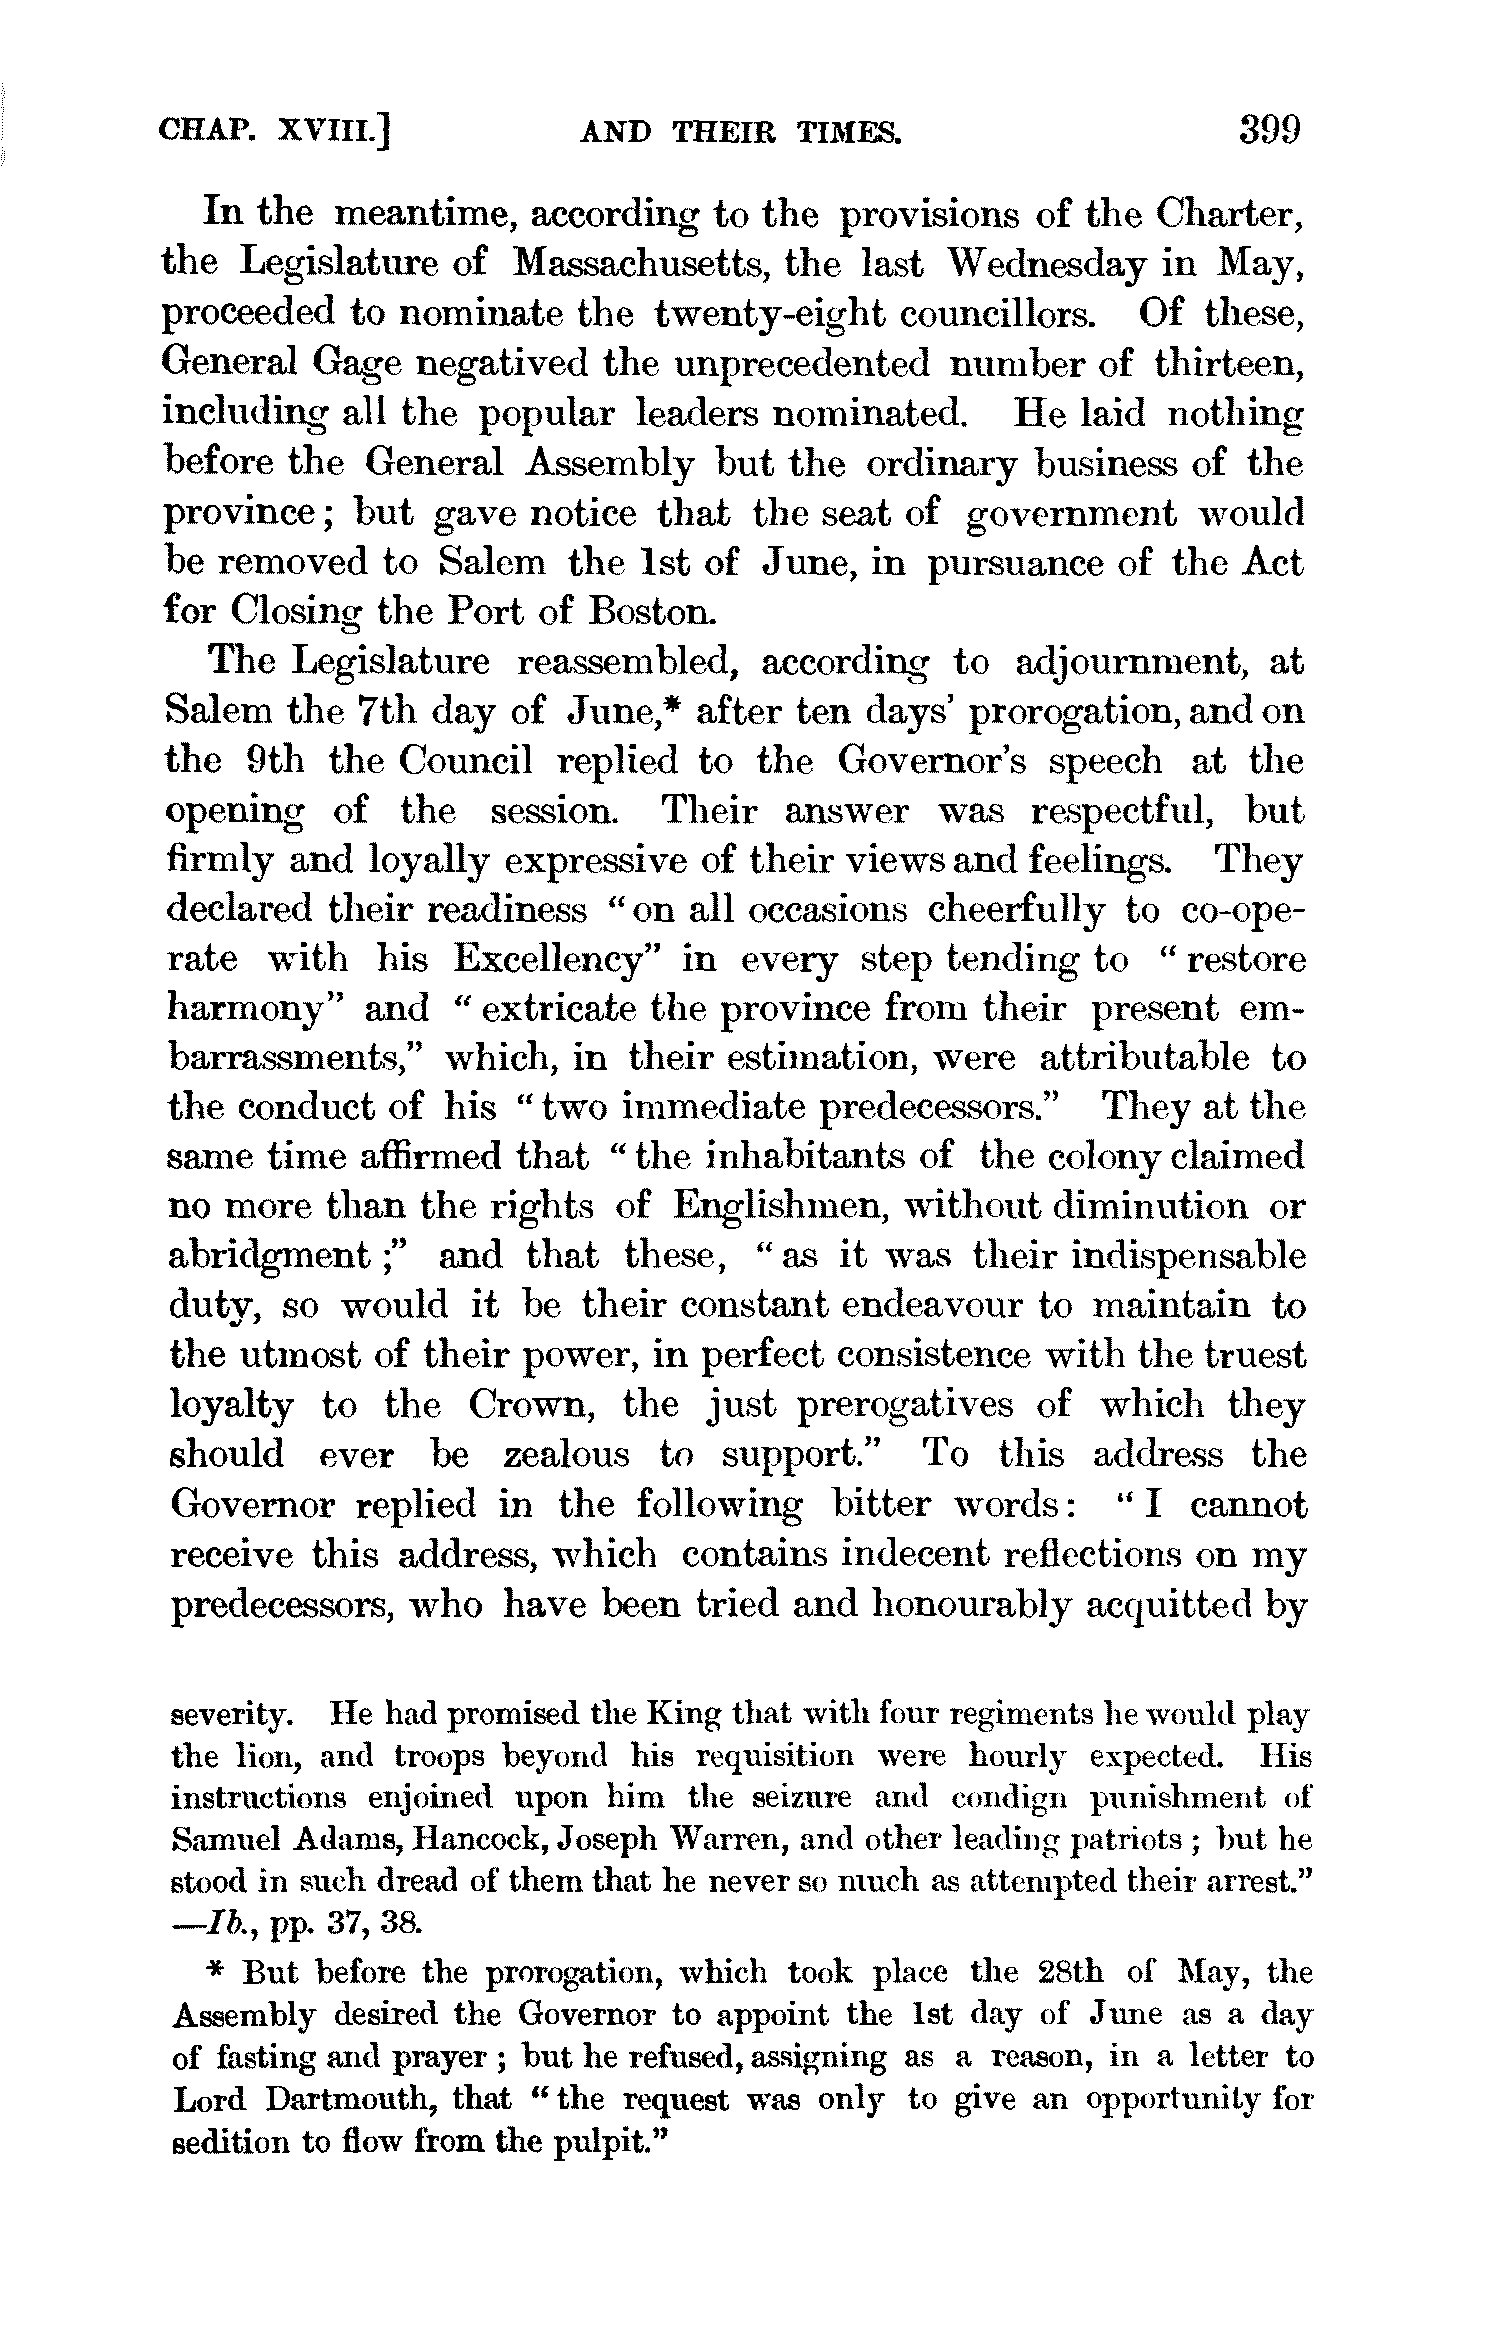 CHAP. XVIII.] AND THEIR TIMES. 399
In the meantime, according to the provisions of the Charter,
the Legislature of Massachusetts, the last Wednesday in May,
proceeded to nominate the twenty-eight councillors. Of these,
General Gage negatived the unprecedented number of thirteen,
including all the popular leaders nominated. He laid nothing
before the General Assembly but the ordinary business of the
province; but gave notice that the seat of government would
be removed to Salem the 1st of June, in pursuance of the Act
for Closing the Port of Boston.
The Legislature reassembled, according to adjournment, at
Salem the 7th day of June,* after ten days' prorogation, and on
the 9th the Council replied to the Governor's speech at the
opening of the session. Their answer was respectful, but
firmly and loyally expressive of their views and feelings. They
declared their readiness "on all occasions cheerfully to co-ope-
rate with his Excellency" in every step tending to "restore
harmony" and "extricate the province from their present em-
barrassments," which, in their estimation, were attributable to
the conduct of his "two immediate predecessors." They at the
same time affirmed that "the inhabitants of the colony claimed
no more than the rights of Englishmen, without diminution or
abridgment;" and that these, "as it was their indispensable
duty, so would it be their constant endeavour to maintain to
the utmost of their power, in perfect consistence with the truest
loyalty to the Crown, the just prerogatives of which they
should ever be zealous to support." To this address the
Governor replied in the following bitter words: "I cannot
receive this address, which contains indecent reflections on my
predecessors, who have been tried and honourably acquitted by
severity. He had promised the King that with four regiments he would play
the lion, and troops beyond his requisition were hourly expected. His
instructions enjoined upon him the seizure and condign punishment of
Samuel Adams, Hancock, Joseph Warren, and other leading patriots; but he
stood in such dread of them that he never so much as attempted their arrest."
—Ib., pp. 37, 38.
* But before the prorogation, which took place the 28th of May, the
Assembly desired the Governor to appoint the 1st day of June as a day
of fasting and prayer; but he refused, assigning as a reason, in a letter to
Lord Dartmouth, that "the request was only to give an opportunity for
sedition to flow from the pulpit."